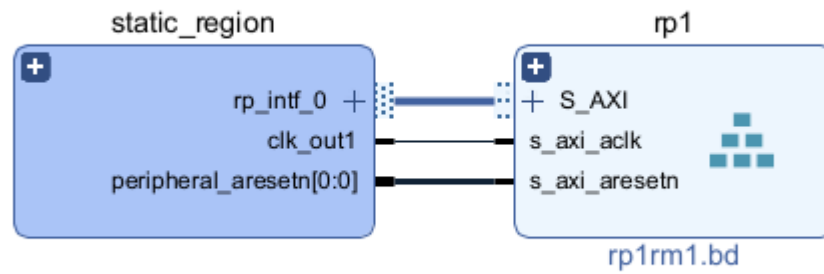 static_region
rp1
rp_intf_0
S_AXI
clk_out1
s_axi_aclk
peripheral_aresetn[0:0]
s_axi_aresetn
rp1rm1.bd